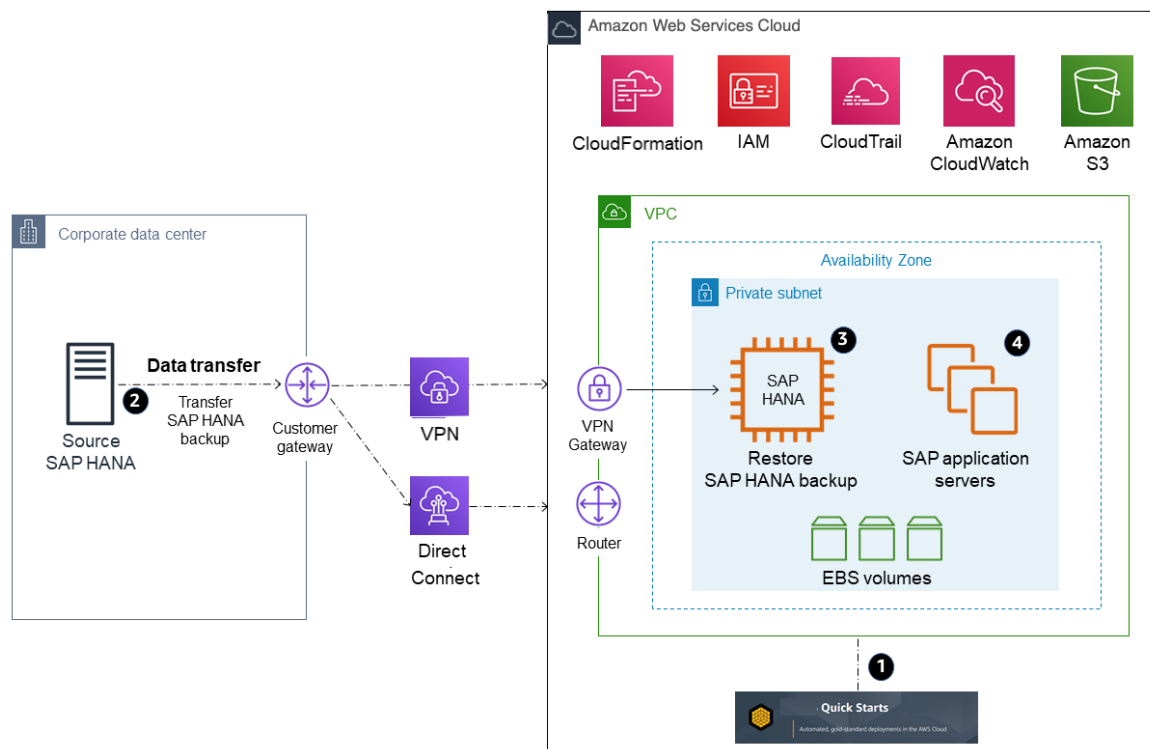 Amazon Web Services Cloud
CloudFormation
IAM
CloudTrail
Amazon
CloudWatch
Amazon
S3
VPC
Corporate data center
Availability Zone
Private subnet
Data transfer
2
Transfer
SAP HANA
backup
Source
SAP HANA
Customer
gateway
VPN
Direct
Connect
VPN
Gateway
Router
SAP
HANA
3
Restore
SAP HANA backup
4
SAP application
servers
EBS volumes
1
Quick Starts
Automated, gold-standard deployments in the AWS Cloud